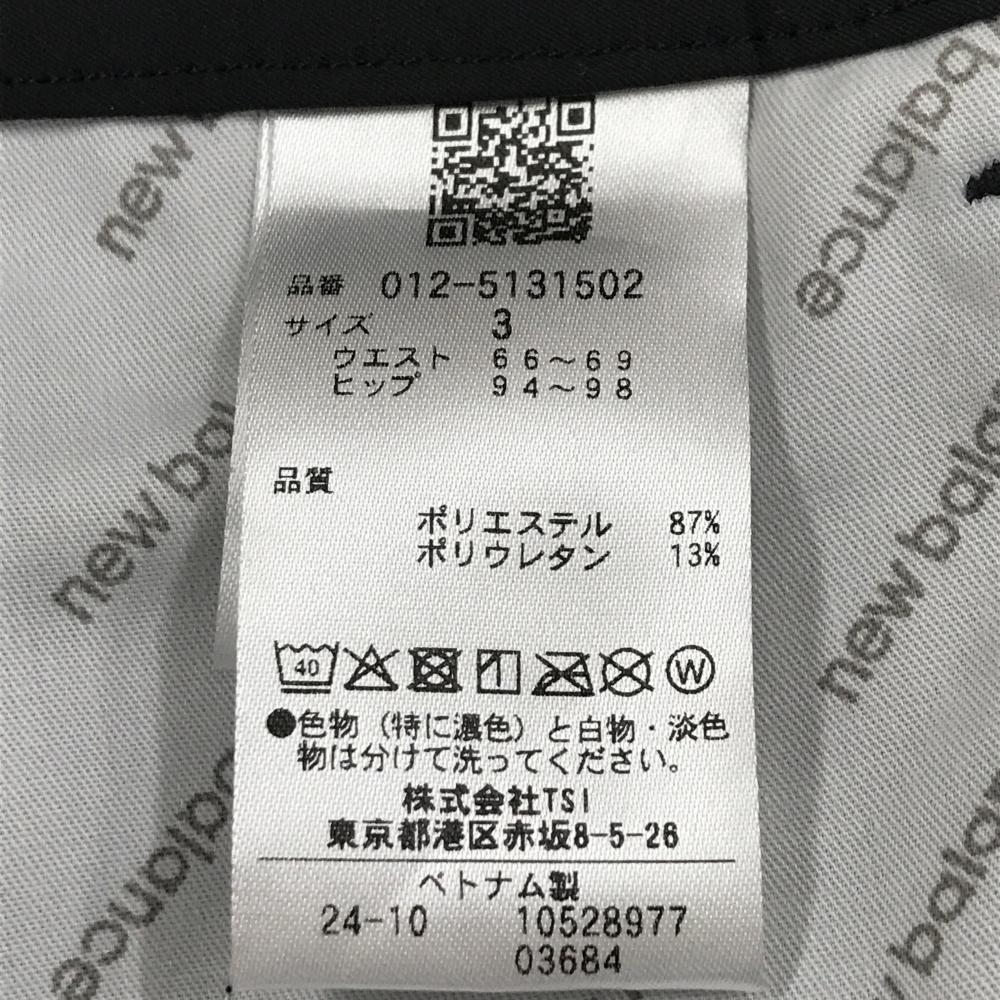 品番 012-5131502
サイズ 3
ウエスト 66～69
ヒップ 94～98
品質
ポリエステル 87%
ポリウレタン 13%
40
W
●色物（特に濃色）と白物・淡色
物は分けて洗ってください。
株式会社TSI
東京都港区赤坂8-5-26
ベトナム製
24-10 10528977
03684
new
balance
new bal
new balan
balance
new balan